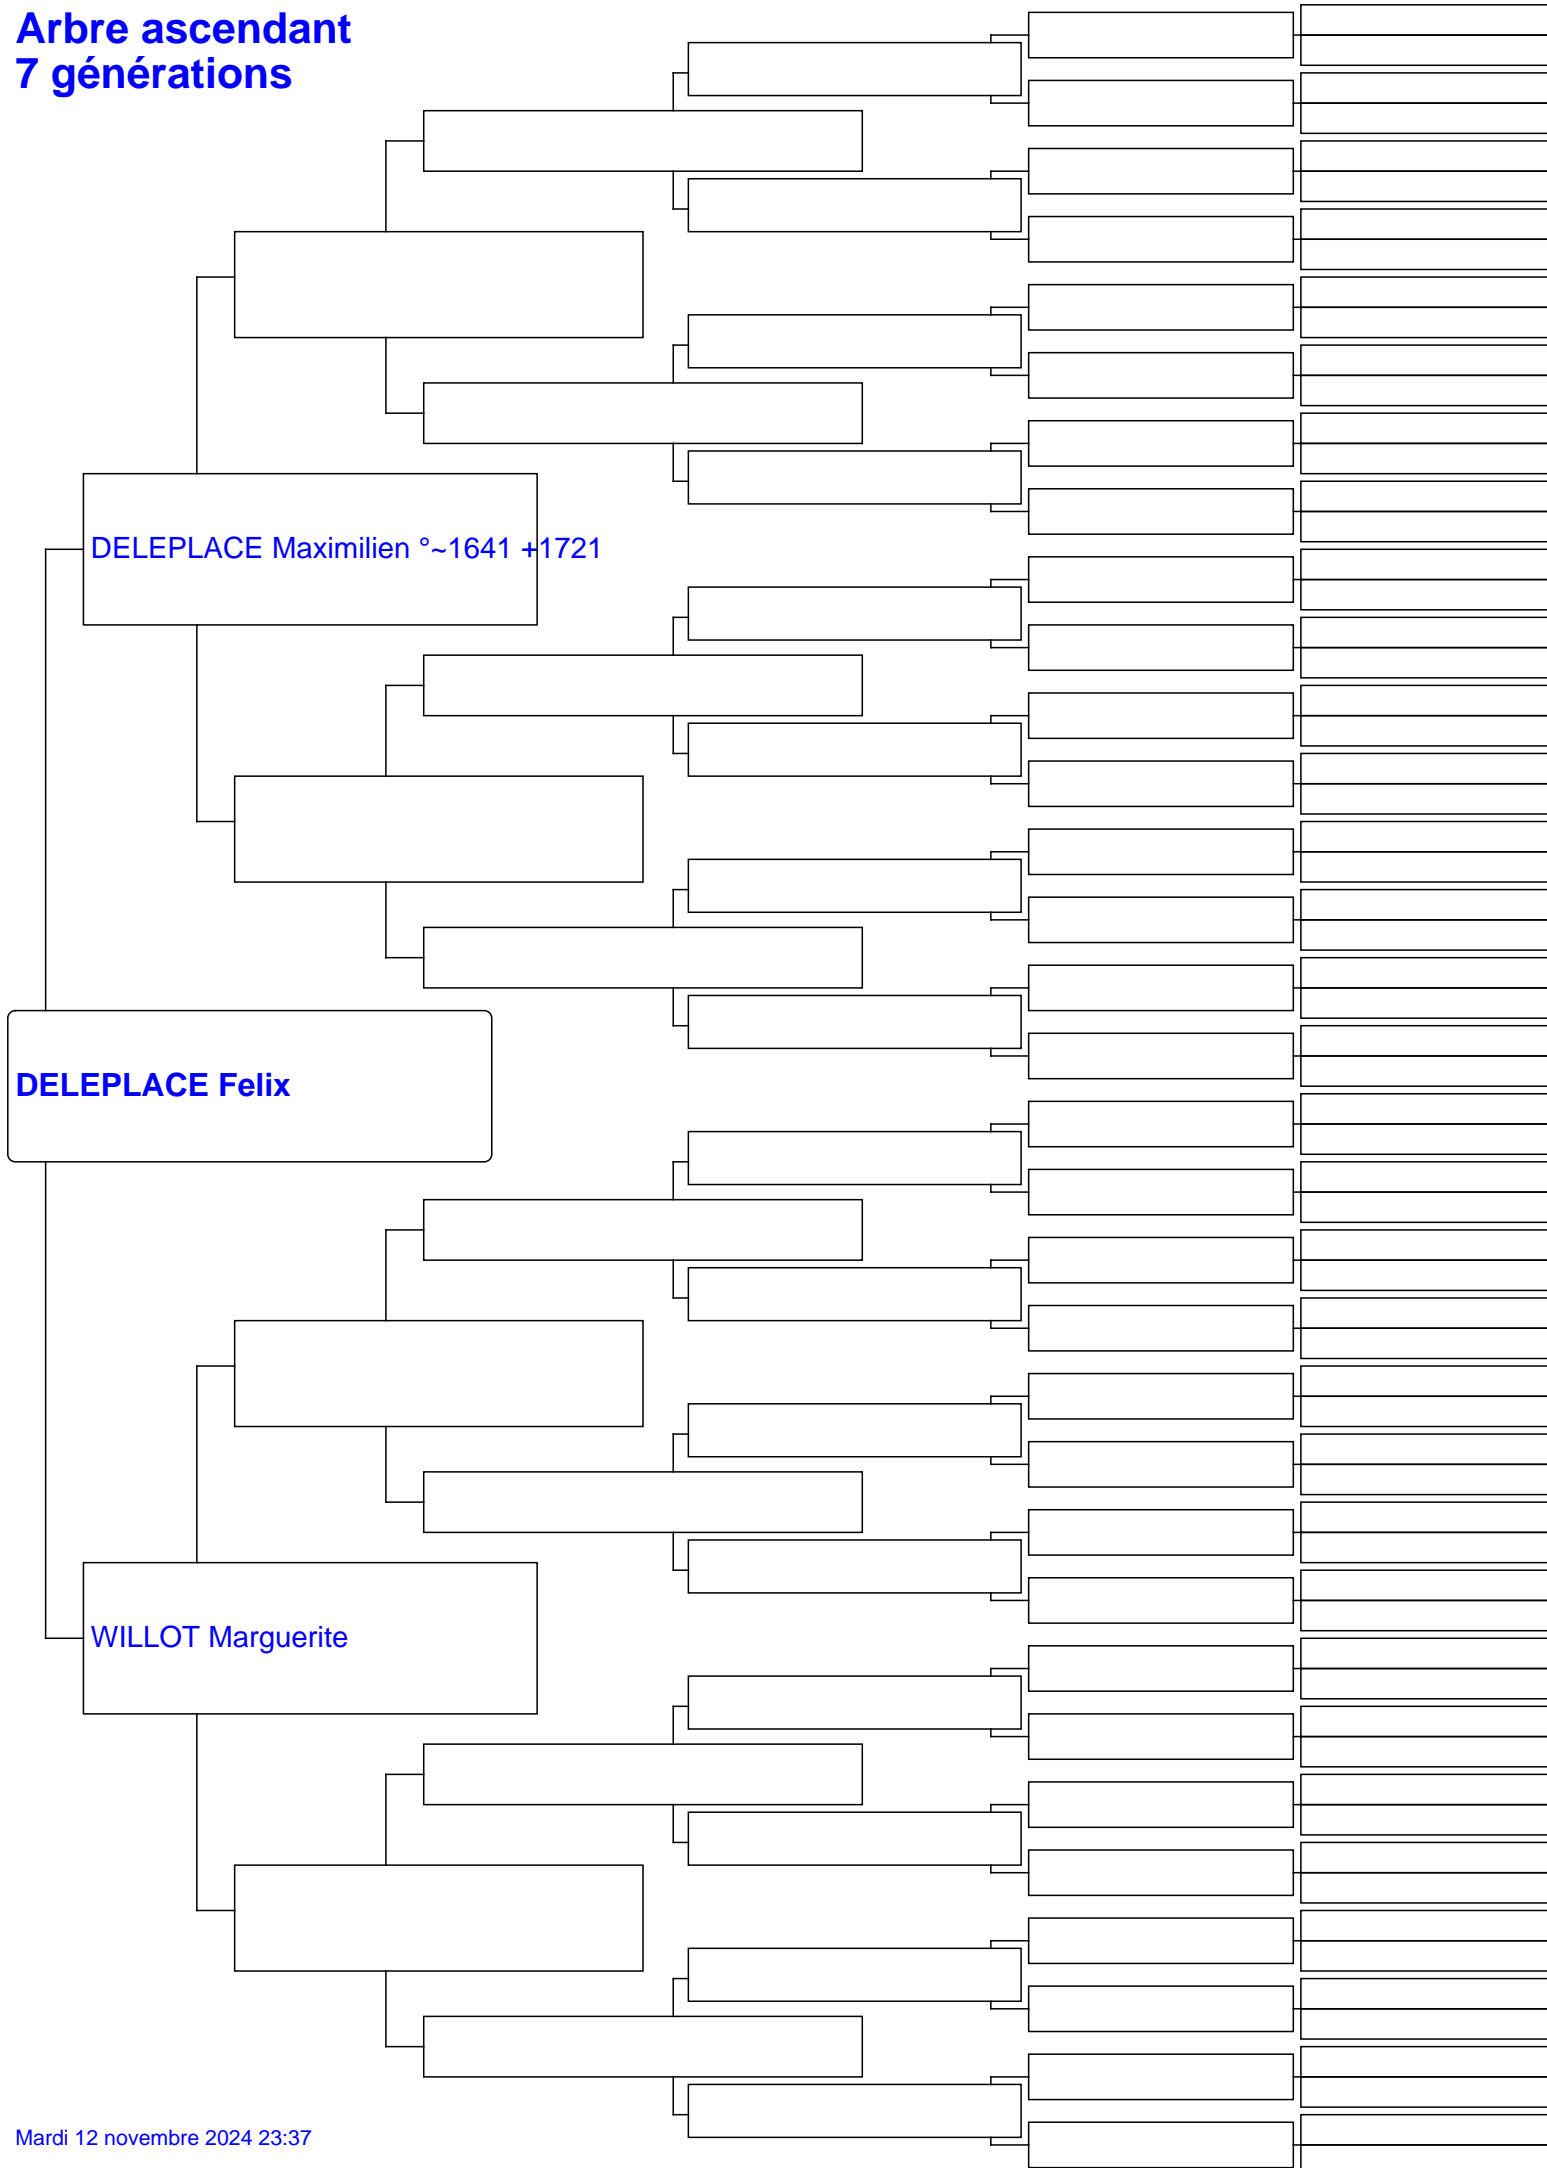 Arbre ascendant
7 générations
DELEPLACE Maximilien °~1641 +1721
DELEPLACE Felix
WILLOT Marguerite
Mardi 12 novembre 2024 23:37